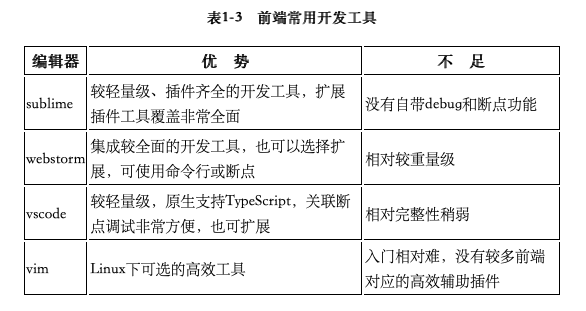 表1-3 前端常用开发工具
编辑器 优 势 不 足
sublime 较轻量级、插件齐全的开发工具，扩展
插件工具覆盖非常全面 没有自带debug和断点功能
webstorm 集成较全面的开发工具，也可以选择扩
展，可使用命令行或断点 相对较重量级
vscode 较轻量级，原生支持TypeScript，关联断
点调试非常方便，也可扩展 相对完整性稍弱
vim Linux下可选的高效工具 入门相对难，没有较多前端
对应的高效辅助插件